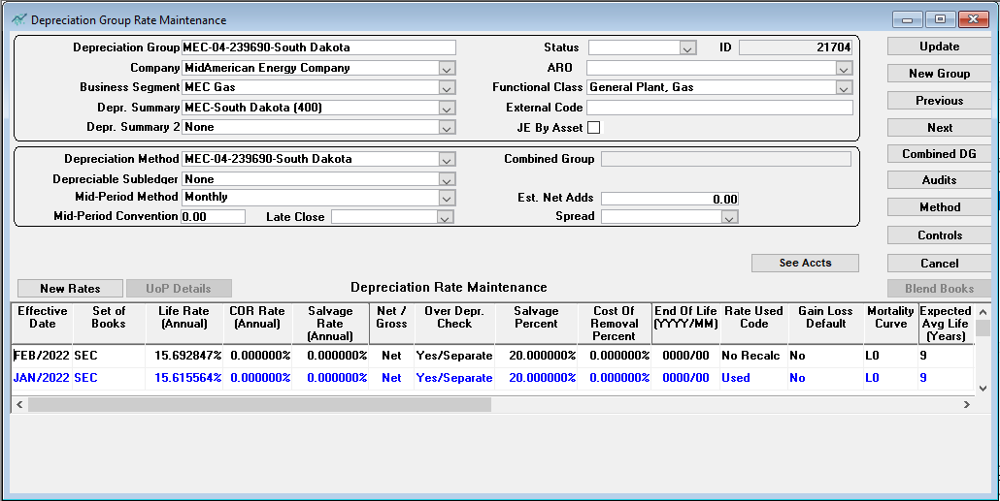 Depreciation Group Rate Maintenance
Depreciation Group MEC-04-239690-South Dakota Status ID 21704 Update
Company MidAmerican Energy Company ARO New Group
Business Segment MEC Gas Functional Class General Plant, Gas Previous
Depr. Summary MEC-South Dakota (400) External Code
Depr. Summary 2 None JE By Asset Next
Depreciation Method MEC-04-239690-South Dakota Combined Group Combined DG
Depreciable Subledger None Audits
Mid-Period Method Monthly Est. Net Adds 0.00 Method
Mid-Period Convention 0.00 Late Close Spread
Controls
See Accts Cancel
New Rates UoP Details Depreciation Rate Maintenance Blend Books
Effective Set of Life Rate COR Rate Salvage Net / Over Depr. Salvage Cost Of End Of Life Rate Used Gain Loss Mortality Expected
Date Books (Annual) (Annual) Rate Gross Check Percent Removal (YYYY/MM) Code Default Curve Avg Life
(Annual) Percent (Years)
FEB/2022 SEC 15.692847% 0.000000% 0.000000% Net Yes/Separate 20.000000% 0.000000% 0000/00 No Recalc No L0 9
JAN/2022 SEC 15.615564% 0.000000% 0.000000% Net Yes/Separate 20.000000% 0.000000% 0000/00 Used No L0 9